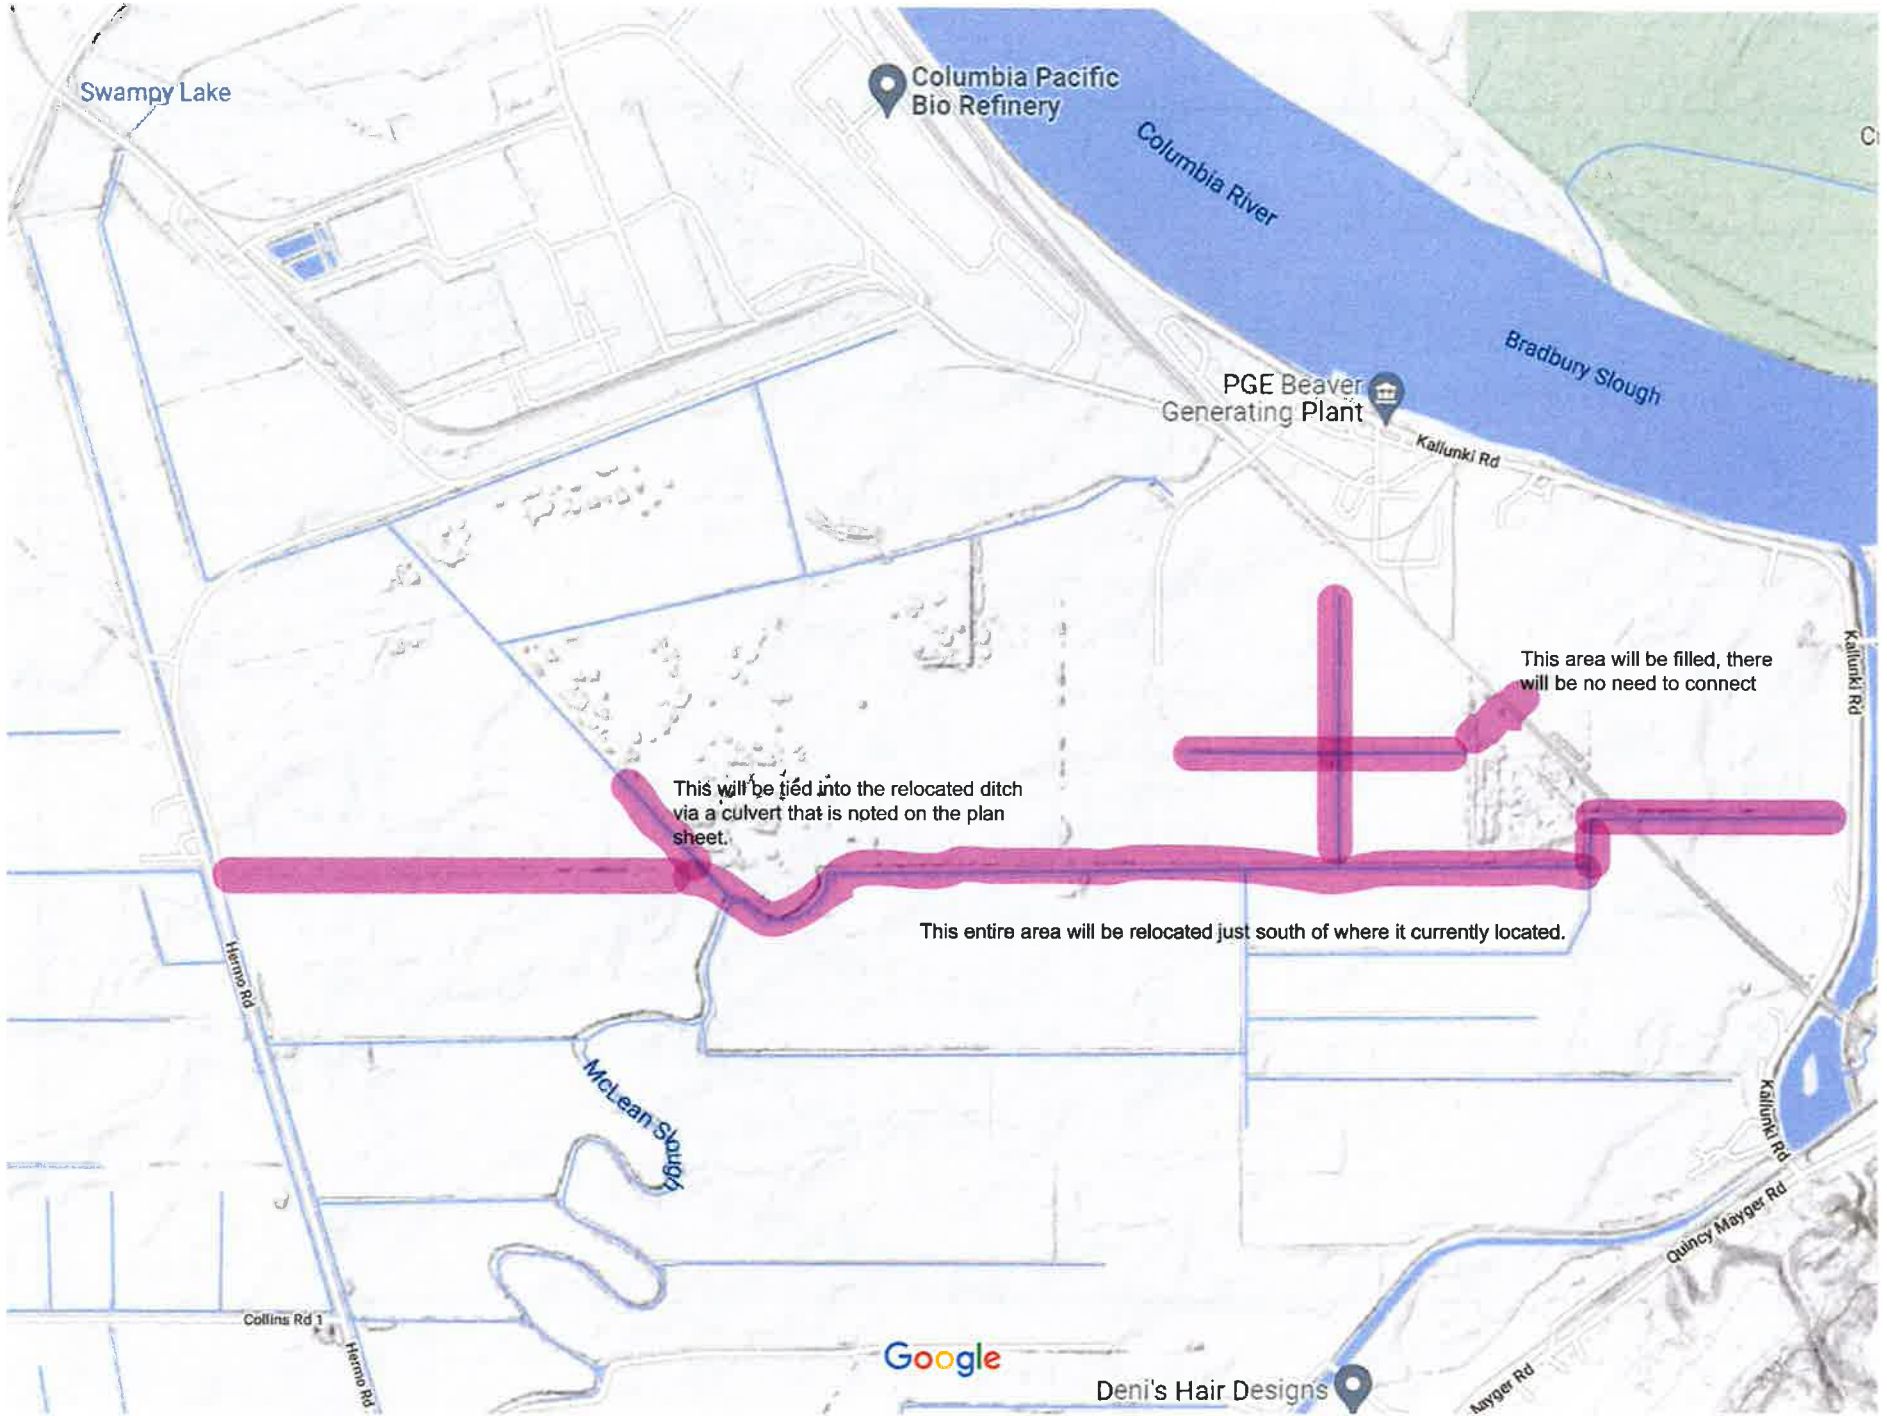 Swampy Lake
Columbia Pacific
Bio Refinery
Columbia River
Bradbury Slough
PGE Beaver
Generating Plant
Kallunki Rd
This area will be filled, there
will be no need to connect
Kallunki Rd
This will be tied into the relocated ditch
via a culvert that is noted on the plan
sheet.
This entire area will be relocated just south of where it currently located.
Hermo Rd
McLean Slough
Kallunki Rd
Quincy Mayger Rd
Collins Rd 1
Hermo Rd
Google
Deni's Hair Designs
Mayger Rd